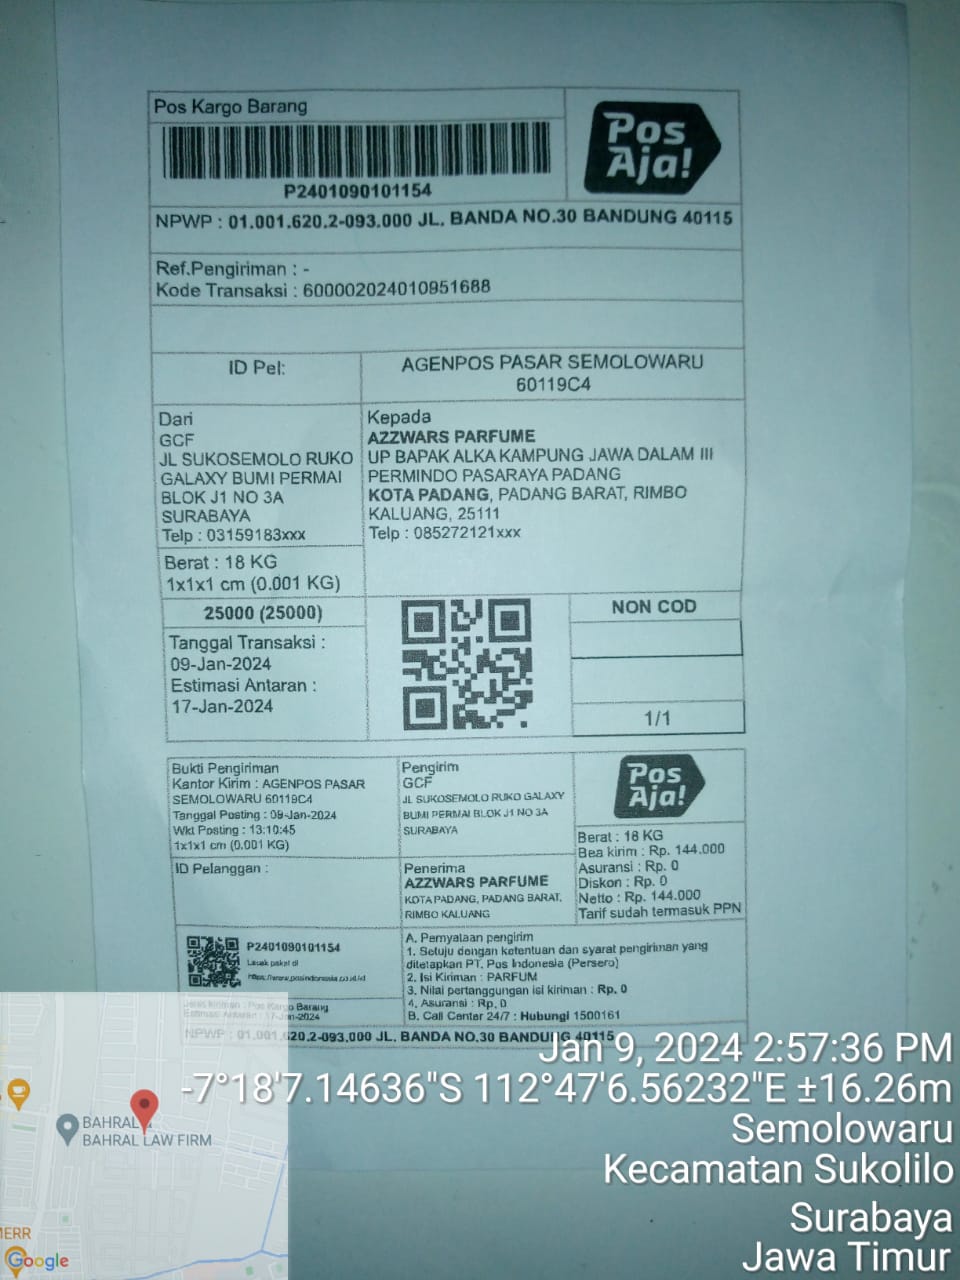 Pos Kargo Barang
Pos
Aja!
P2401090101154
NPWP : 01.001.620.2-093.000 JL. BANDA NO.30 BANDUNG 40115
Ref.Pengiriman : -
Kode Transaksi : 600002024010951688
ID Pel:
AGENPOS PASAR SEMOLOWARU
60119C4
Dari
GCF
JL SUKOSEMOLO RUKO
GALAXY BUMI PERMAI
BLOK J1 NO 3A
SURABAYA
Telp : 03159183xxx
Kepada
AZZWARS PARFUME
UP BAPAK ALKA KAMPUNG JAWA DALAM III
PERMINDO PASARAYA PADANG
KOTA PADANG, PADANG BARAT, RIMBO
KALUANG, 25111
Telp : 085272121xxx
Berat : 18 KG
1x1x1 cm (0.001 KG)
25000 (25000)
Tanggal Transaksi :
09-Jan-2024
Estimasi Antaran :
17-Jan-2024
NON COD
1/1
Bukti Pengiriman
Kantor Kirim : AGENPOS PASAR
SEMOLOWARU 60119C4
Tanggal Posting : 09-Jan-2024
Wkt Posting : 13:10:45
1x1x1 cm (0.001 KG)
Pengirim
GCF
JL SUKOSEMOLO RUKO GALAXY
BUMI PERMAI BLOK J1 NO 3A
SURABAYA
Pos
Aja!
Berat : 18 KG
Bea kirim : Rp. 144.000
Asuransi : Rp. 0
Diskon : Rp. 0
Netto : Rp. 144.000
Tarif sudah termasuk PPN
ID Pelanggan :
Penerima
AZZWARS PARFUME
KOTA PADANG, PADANG BARAT,
RIMBO KALUANG
P2401090101154
Lacak paket di
https://www.posindonesia.co.id/id
A. Pernyataan pengirim
1. Setuju dengan ketentuan dan syarat pengiriman yang
ditetapkan PT. Pos Indonesia (Persero)
2. Isi Kiriman : PARFUM
3. Nilai pertanggungan isi kiriman : Rp. 0
4. Asuransi : Rp. 0
B. Call Center 24/7 : Hubungi 1500161
Jenis kiriman : Pos Kargo Barang
Estimasi Antaran : 17-Jan-2024
NPWP : 01.001.620.2-093.000 JL. BANDA NO.30 BANDUNG 40115
Jan 9, 2024 2:57:36 PM
-7°18'7.14636"S 112°47'6.56232"E ±16.26m
Semolowaru
Kecamatan Sukolilo
Surabaya
Jawa Timur
BAHRAL
BAHRAL LAW FIRM
MERR
Google